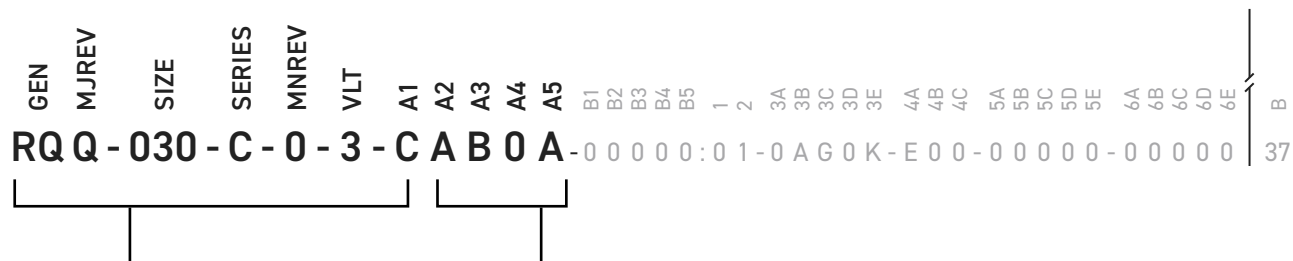 GEN MJREV SIZE SERIES MNREV VLT A1 A2 A3 A4 A5 B1 B2 B3 B4 B5 1 2 3A 3B 3C 3D 3E 4A 4B 4C 5A 5B 5C 5D 5E 6A 6B 6C 6D 6E B
RQ Q - 030 - C - 0 - 3 - C A B 0 A - 0 0 0 0 0 : 0 1 - 0 A G 0 K - E 0 0 - 0 0 0 0 0 - 0 0 0 0 0 37